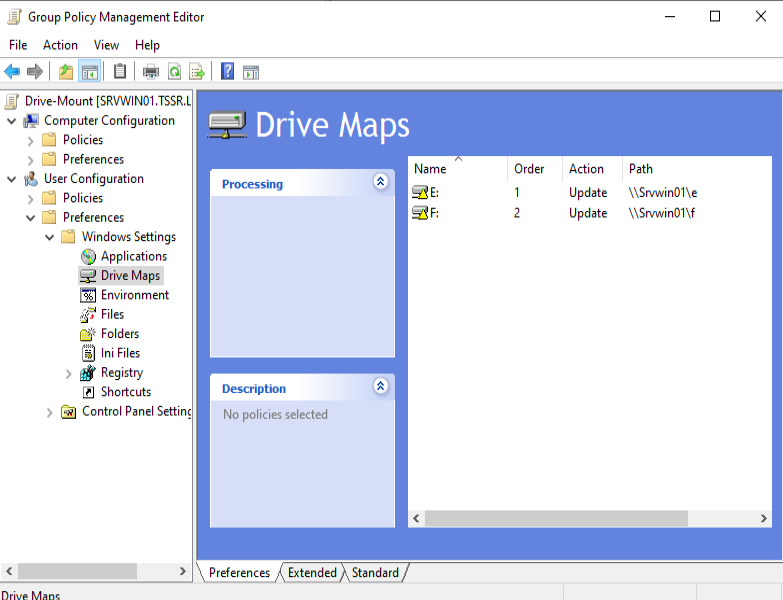 Group Policy Management Editor
File Action View Help
Drive-Mount [SRVWIN01.TSSR.L
Computer Configuration
Policies
Preferences
User Configuration
Policies
Preferences
Windows Settings
Applications
Drive Maps
Environment
Files
Folders
Ini Files
Registry
Shortcuts
Control Panel Setting
Drive Maps
Processing
Description
No policies selected
Name Order Action Path
E: 1 Update \\Srvwin01\e
F: 2 Update \\Srvwin01\f
Preferences Extended Standard
Drive Maps